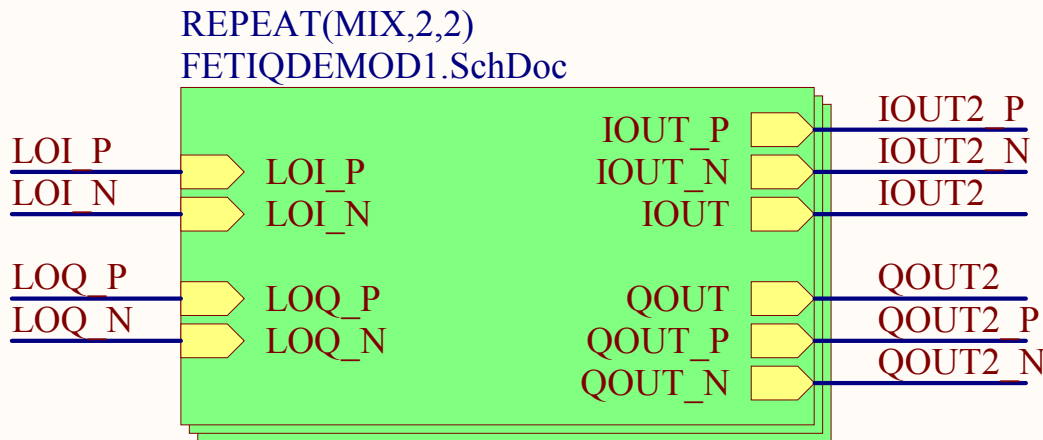 REPEAT(MIX,2,2)
FETIQDEMOD1.SchDoc
LOI_P
LOI_N
LOQ_P
LOQ_N
LOI_P
LOI_N
LOQ_P
LOQ_N
IOUT_P
IOUT_N
IOUT
QOUT
QOUT_P
QOUT_N
IOUT2_P
IOUT2_N
IOUT2
QOUT2
QOUT2_P
QOUT2_N